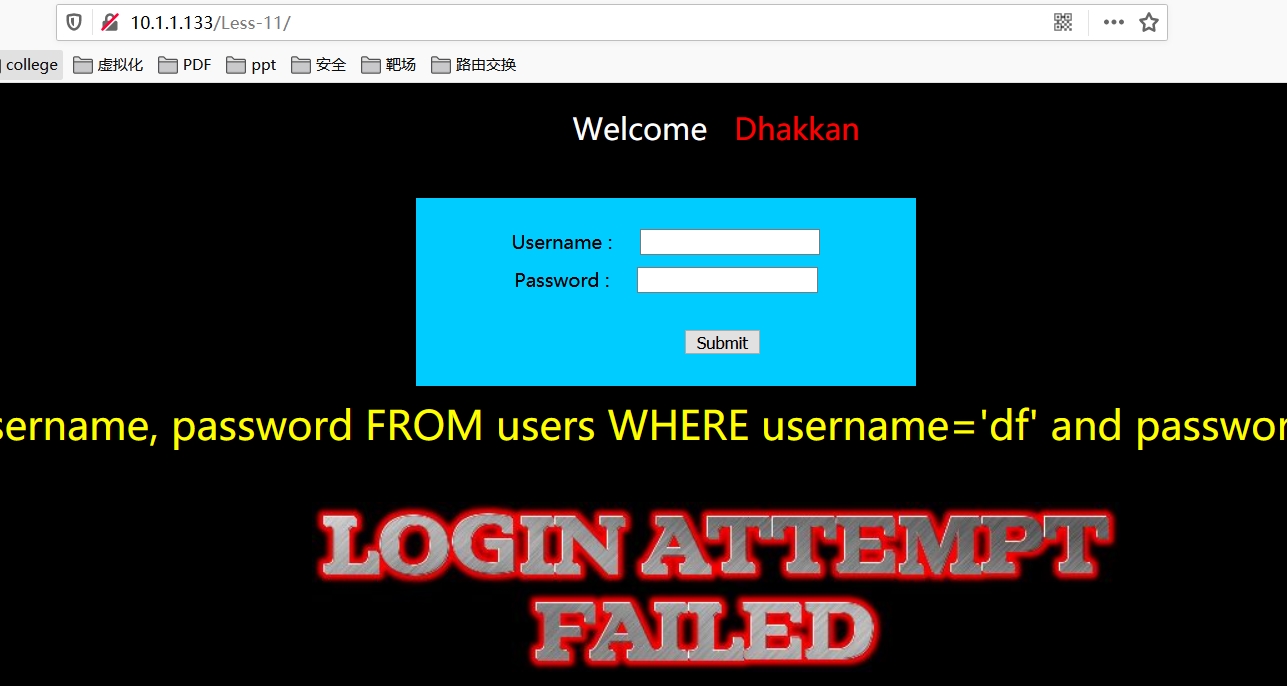 10.1.1.133/Less-11/
college 虚拟化 PDF ppt 安全 靶场 路由交换
Welcome Dhakkan
Username :
Password :
Submit
sername, password FROM users WHERE username='df' and passwor
LOGIN ATTEMPT
FAILED